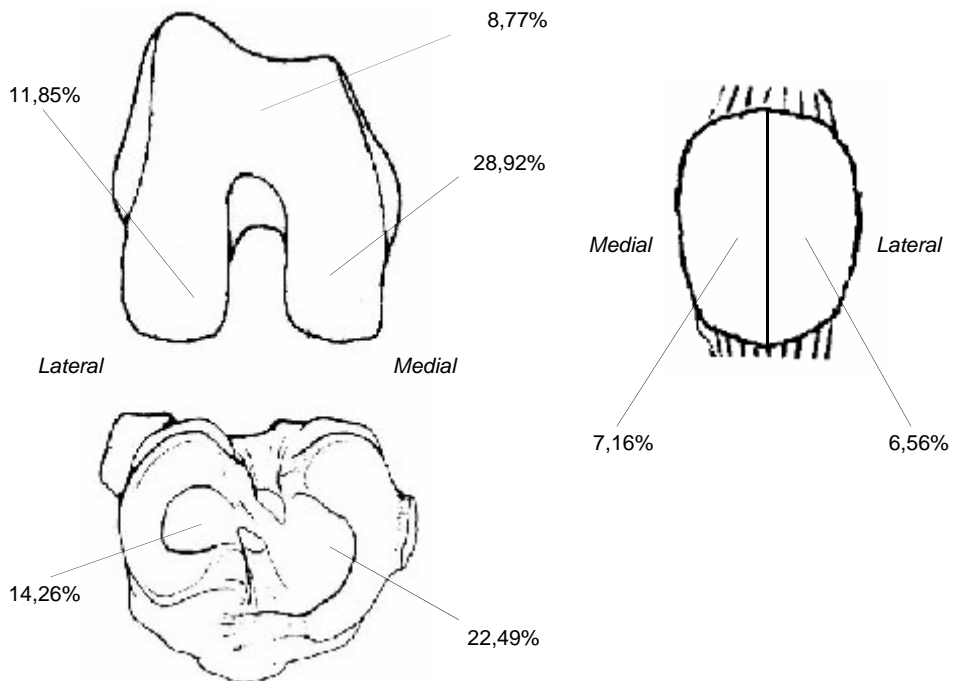 8,77%
11,85%
28,92%
Lateral
Medial
14,26%
22,49%
Medial
Lateral
7,16%
6,56%